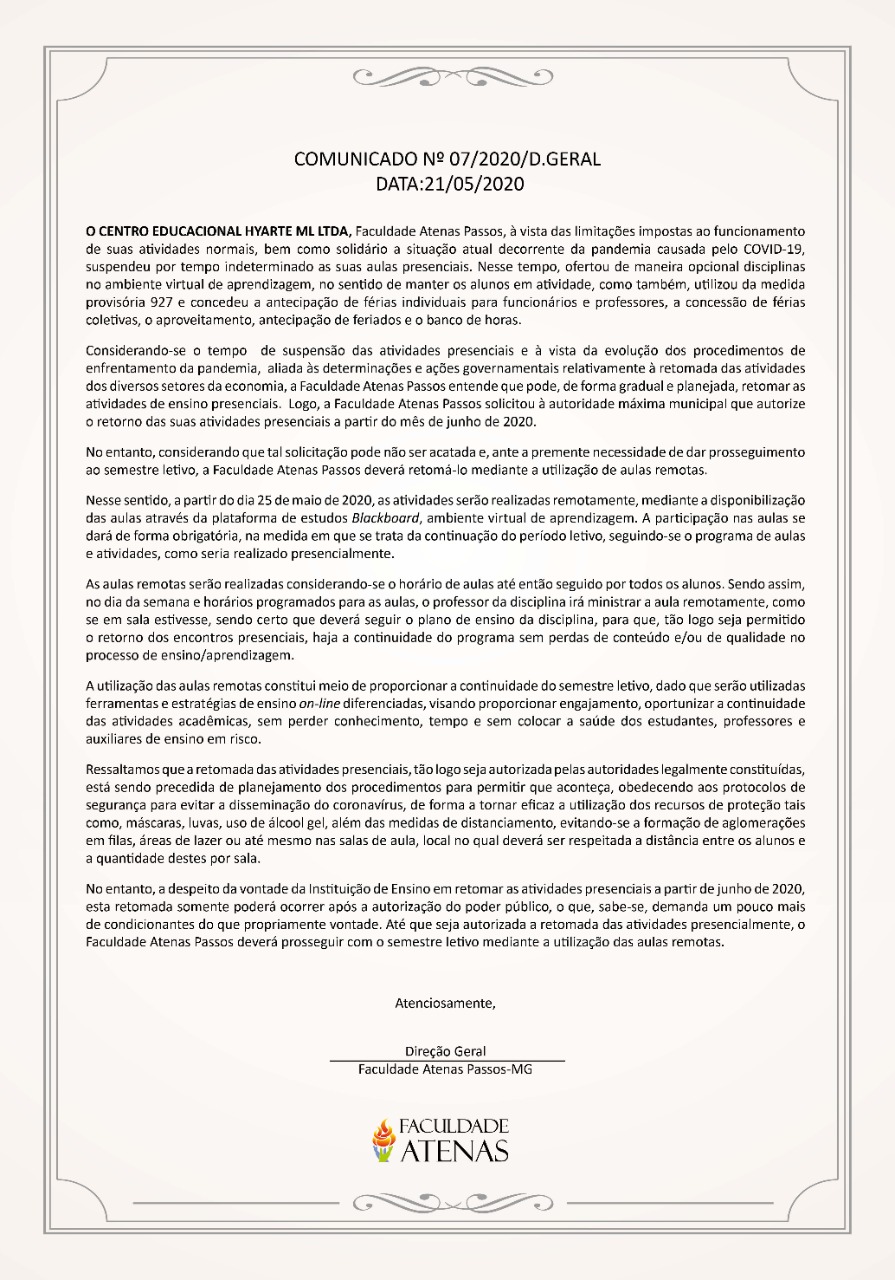 COMUNICADO Nº 07/2020/D.GERAL
DATA:21/05/2020
O CENTRO EDUCACIONAL HYARTE ML LTDA, Faculdade Atenas Passos, à vista das limitações impostas ao funcionamento
de suas atividades normais, bem como solidário a situação atual decorrente da pandemia causada pelo COVID-19,
suspendeu por tempo indeterminado as suas aulas presenciais. Nesse tempo, ofertou de maneira opcional disciplinas
no ambiente virtual de aprendizagem, no sentido de manter os alunos em atividade, como também, utilizou da medida
provisória 927 e concedeu a antecipação de férias individuais para funcionários e professores, a concessão de férias
coletivas, o aproveitamento, antecipação de feriados e o banco de horas.
Considerando-se o tempo de suspensão das atividades presenciais e à vista da evolução dos procedimentos de
enfrentamento da pandemia, aliada às determinações e ações governamentais relativamente à retomada das atividades
dos diversos setores da economia, a Faculdade Atenas Passos entende que pode, de forma gradual e planejada, retomar as
atividades de ensino presenciais. Logo, a Faculdade Atenas Passos solicitou à autoridade máxima municipal que autorize
o retorno das suas atividades presenciais a partir do mês de junho de 2020.
No entanto, considerando que tal solicitação pode não ser acatada e, ante a premente necessidade de dar prosseguimento
ao semestre letivo, a Faculdade Atenas Passos deverá retomá-lo mediante a utilização de aulas remotas.
Nesse sentido, a partir do dia 25 de maio de 2020, as atividades serão realizadas remotamente, mediante a disponibilização
das aulas através da plataforma de estudos Blackboard, ambiente virtual de aprendizagem. A participação nas aulas se
dará de forma obrigatória, na medida em que se trata da continuação do período letivo, seguindo-se o programa de aulas
e atividades, como seria realizado presencialmente.
As aulas remotas serão realizadas considerando-se o horário de aulas até então seguido por todos os alunos. Sendo assim,
no dia da semana e horários programados para as aulas, o professor da disciplina irá ministrar a aula remotamente, como
se em sala estivesse, sendo certo que deverá seguir o plano de ensino da disciplina, para que, tão logo seja permitido
o retorno dos encontros presenciais, haja a continuidade do programa sem perdas de conteúdo e/ou de qualidade no
processo de ensino/aprendizagem.
A utilização das aulas remotas constitui meio de proporcionar a continuidade do semestre letivo, dado que serão utilizadas
ferramentas e estratégias de ensino on-line diferenciadas, visando proporcionar engajamento, oportunizar a continuidade
das atividades acadêmicas, sem perder conhecimento, tempo e sem colocar a saúde dos estudantes, professores e
auxiliares de ensino em risco.
Ressaltamos que a retomada das atividades presenciais, tão logo seja autorizada pelas autoridades legalmente constituídas,
está sendo precedida de planejamento dos procedimentos para permitir que aconteça, obedecendo aos protocolos de
segurança para evitar a disseminação do coronavírus, de forma a tornar eficaz a utilização dos recursos de proteção tais
como, máscaras, luvas, uso de álcool gel, além das medidas de distanciamento, evitando-se a formação de aglomerações
em filas, áreas de lazer ou até mesmo nas salas de aula, local no qual deverá ser respeitada a distância entre os alunos e
a quantidade destes por sala.
No entanto, a despeito da vontade da Instituição de Ensino em retomar as atividades presenciais a partir de junho de 2020,
esta retomada somente poderá ocorrer após a autorização do poder público, o que, sabe-se, demanda um pouco mais
de condicionantes do que propriamente vontade. Até que seja autorizada a retomada das atividades presencialmente, o
Faculdade Atenas Passos deverá prosseguir com o semestre letivo mediante a utilização das aulas remotas.
Atenciosamente,
Direção Geral
Faculdade Atenas Passos-MG
FACULDADE
ATENAS